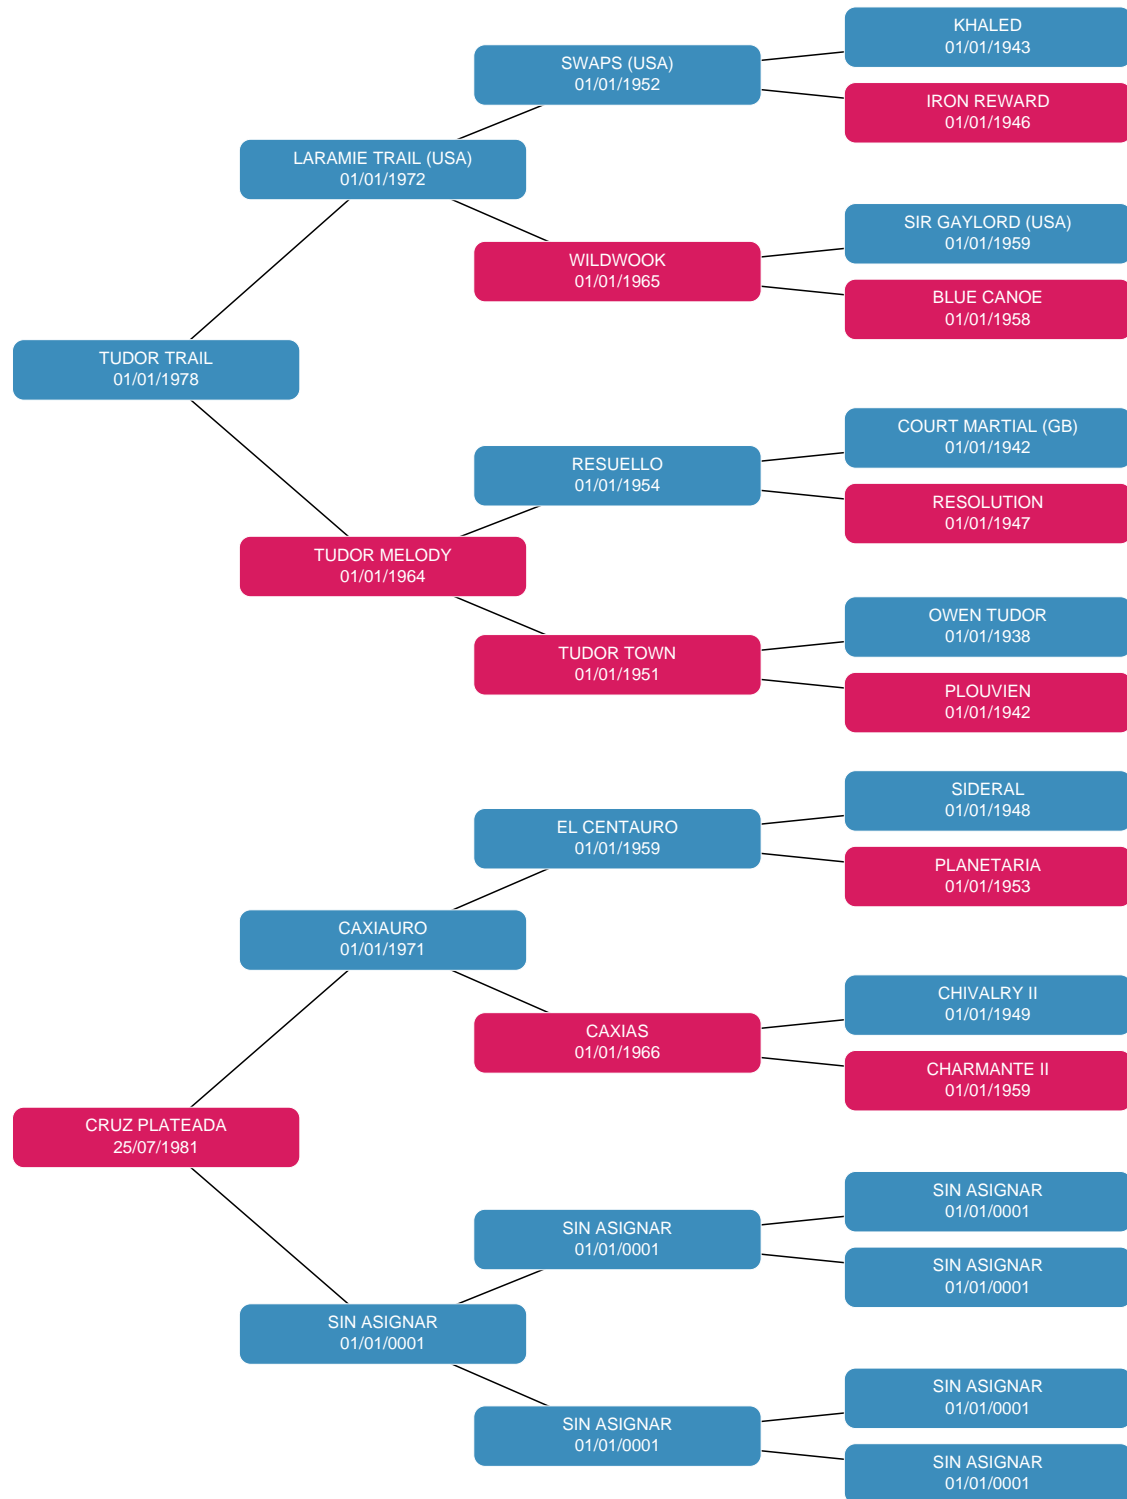 KHALED
01/01/1943
SWAPS (USA)
01/01/1952
IRON REWARD
01/01/1946
LARAMIE TRAIL (USA)
01/01/1972
SIR GAYLORD (USA)
01/01/1959
WILDWOOK
01/01/1965
BLUE CANOE
01/01/1958
TUDOR TRAIL
01/01/1978
COURT MARTIAL (GB)
01/01/1942
RESUELLO
01/01/1954
RESOLUTION
01/01/1947
TUDOR MELODY
01/01/1964
OWEN TUDOR
01/01/1938
TUDOR TOWN
01/01/1951
PLOUVIEN
01/01/1942
SIDERAL
01/01/1948
EL CENTAURO
01/01/1959
PLANETARIA
01/01/1953
CAXIAURO
01/01/1971
CHIVALRY II
01/01/1949
CAXIAS
01/01/1966
CHARMANTE II
01/01/1959
CRUZ PLATEADA
25/07/1981
SIN ASIGNAR
01/01/0001
SIN ASIGNAR
01/01/0001
SIN ASIGNAR
01/01/0001
SIN ASIGNAR
01/01/0001
SIN ASIGNAR
01/01/0001
SIN ASIGNAR
01/01/0001
SIN ASIGNAR
01/01/0001